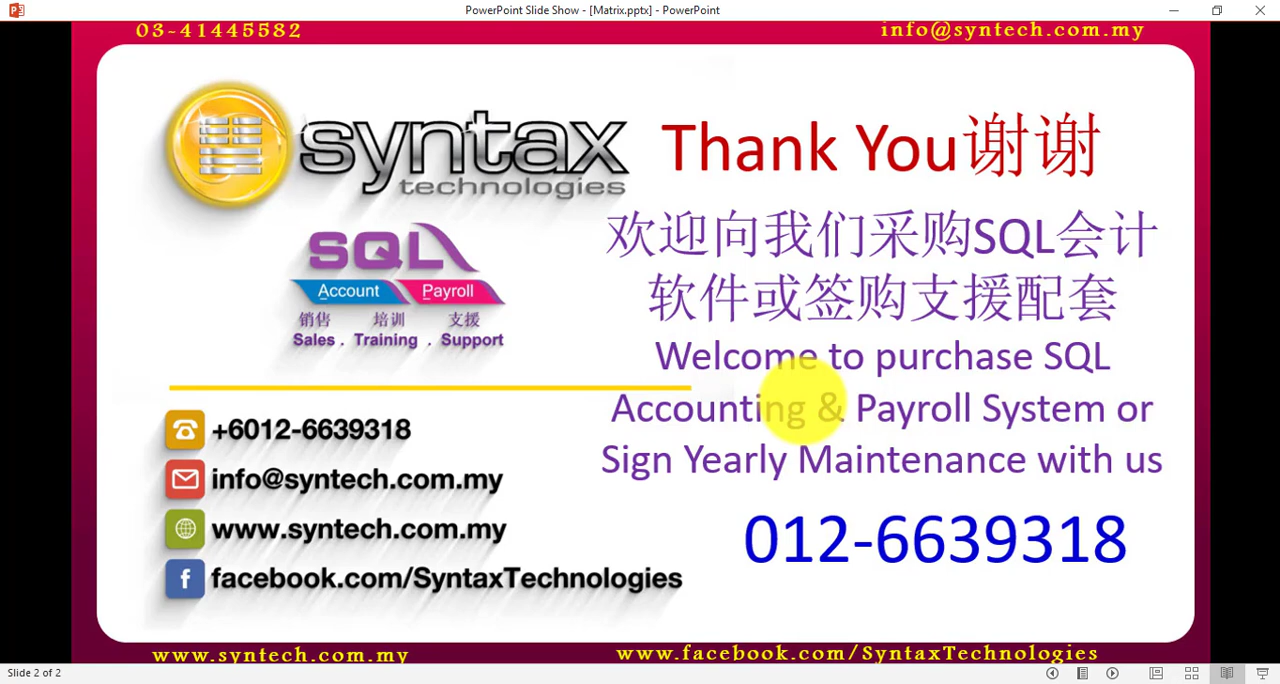 PowerPoint Slide Show - [Matrix.pptx] - PowerPoint
03-41445582
info@syntech.com.my
syntax
technologies
SQL
Account Payroll
销售 培训 支援
Sales . Training . Support
+6012-6639318
info@syntech.com.my
www.syntech.com.my
facebook.com/SyntaxTechnologies
Thank You谢谢
欢迎向我们采购SQL会计
软件或签购支援配套
Welcome to purchase SQL
Accounting & Payroll System or
Sign Yearly Maintenance with us
012-6639318
www.syntech.com.my
www.facebook.com/SyntaxTechnologies
Slide 2 of 2